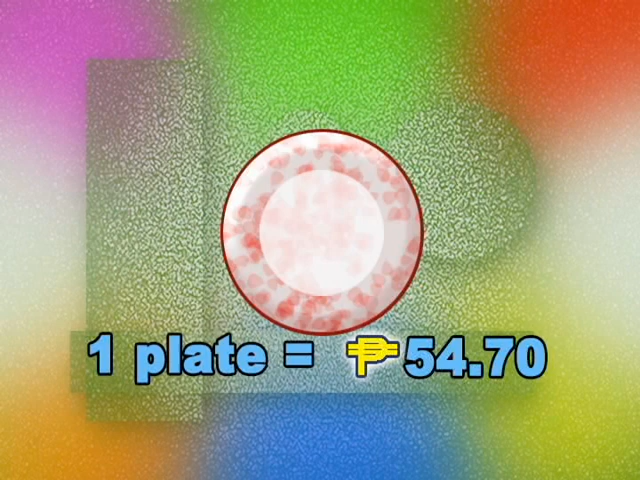 1 plate = ₱54.70